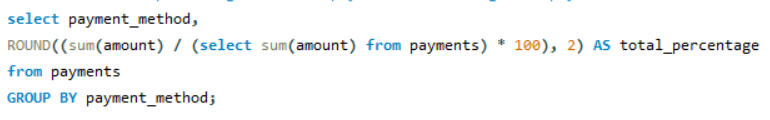 select payment_method,
ROUND((sum(amount) / (select sum(amount) from payments) * 100), 2) AS total_percentage
from payments
GROUP BY payment_method;